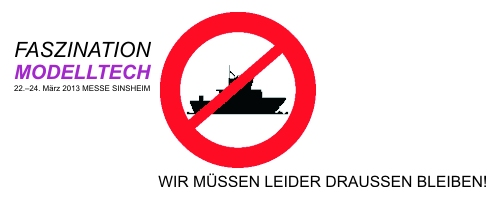 FASZINATION
MODELLTECH
22.–24. März 2013 MESSE SINSHEIM
WIR MÜSSEN LEIDER DRAUSSEN BLEIBEN!